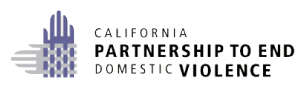 CALIFORNIA
PARTNERSHIP TO END
DOMESTIC VIOLENCE